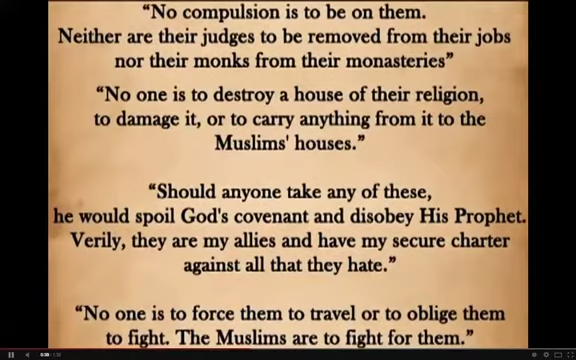 “No compulsion is to be on them.
Neither are their judges to be removed from their jobs
nor their monks from their monasteries”
“No one is to destroy a house of their religion,
to damage it, or to carry anything from it to the
Muslims' houses.”
“Should anyone take any of these,
he would spoil God's covenant and disobey His Prophet.
Verily, they are my allies and have my secure charter
against all that they hate.”
“No one is to force them to travel or to oblige them
to fight. The Muslims are to fight for them.”